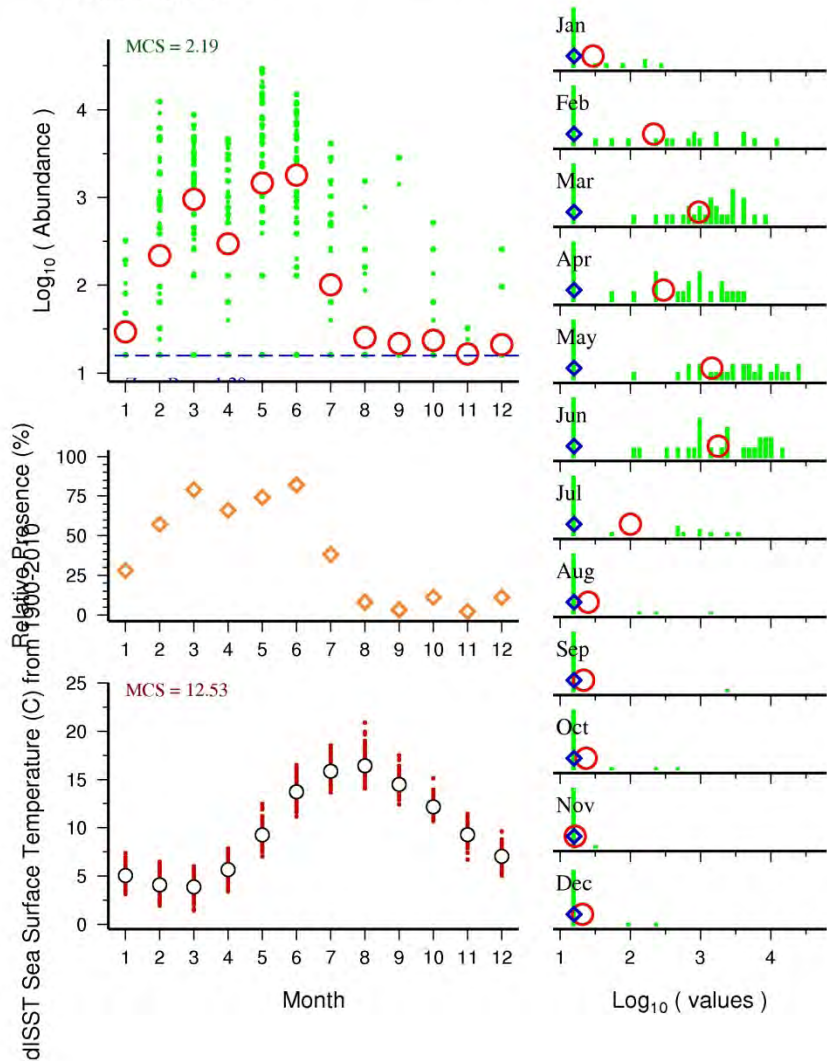 MCS = 2.19
Log10 ( Abundance )
4
3
2
1
1 2 3 4 5 6 7 8 9 10 11 12
Relative Presence (%)
100
75
50
25
0
1 2 3 4 5 6 7 8 9 10 11 12
dISST Sea Surface Temperature (C) from 1900-2010
MCS = 12.53
25
20
15
10
5
0
1 2 3 4 5 6 7 8 9 10 11 12
Month
Jan
Feb
Mar
Apr
May
Jun
Jul
Aug
Sep
Oct
Nov
Dec
1 2 3 4
Log10 ( values )